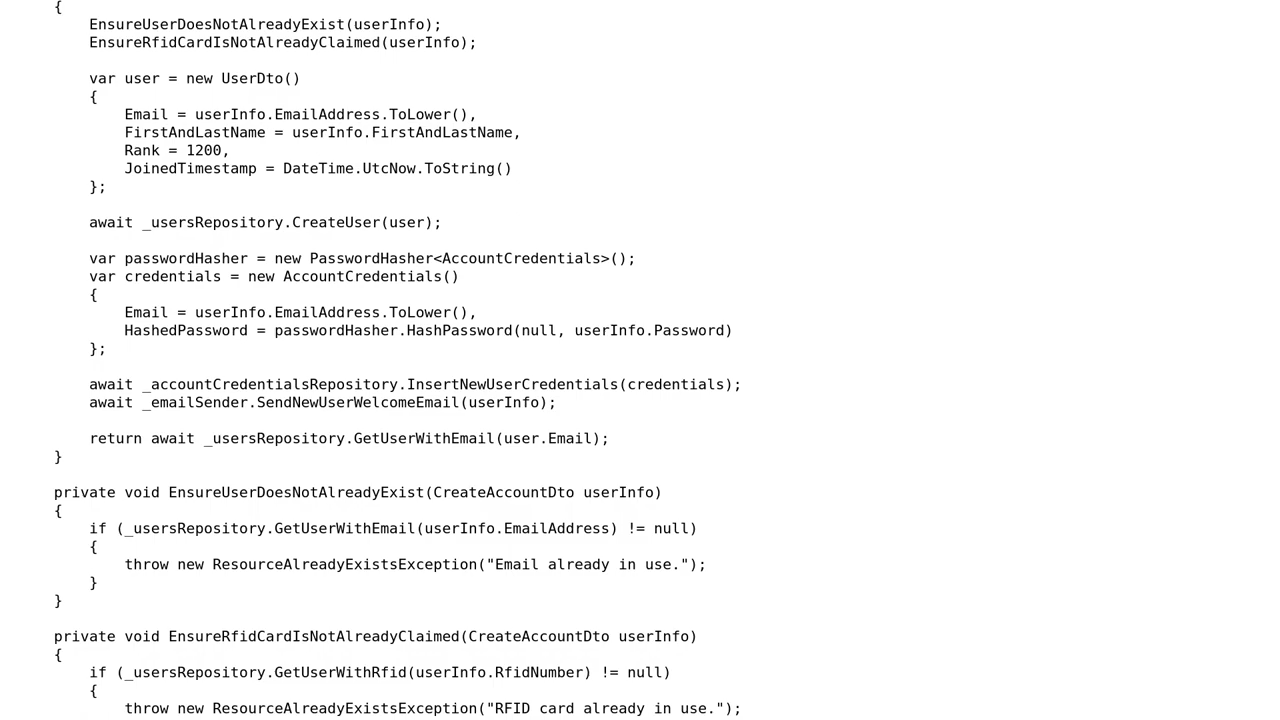 {
EnsureUserDoesNotAlreadyExist(userInfo);
EnsureRfidCardIsNotAlreadyClaimed(userInfo);
var user = new UserDto()
{
Email = userInfo.EmailAddress.ToLower(),
FirstAndLastName = userInfo.FirstAndLastName,
Rank = 1200,
JoinedTimestamp = DateTime.UtcNow.ToString()
};
await _usersRepository.CreateUser(user);
var passwordHasher = new PasswordHasher<AccountCredentials>();
var credentials = new AccountCredentials()
{
Email = userInfo.EmailAddress.ToLower(),
HashedPassword = passwordHasher.HashPassword(null, userInfo.Password)
};
await _accountCredentialsRepository.InsertNewUserCredentials(credentials);
await _emailSender.SendNewUserWelcomeEmail(userInfo);
return await _usersRepository.GetUserWithEmail(user.Email);
}
private void EnsureUserDoesNotAlreadyExist(CreateAccountDto userInfo)
{
if (_usersRepository.GetUserWithEmail(userInfo.EmailAddress) != null)
{
throw new ResourceAlreadyExistsException("Email already in use.");
}
}
private void EnsureRfidCardIsNotAlreadyClaimed(CreateAccountDto userInfo)
{
if (_usersRepository.GetUserWithRfid(userInfo.RfidNumber) != null)
{
throw new ResourceAlreadyExistsException("RFID card already in use.");